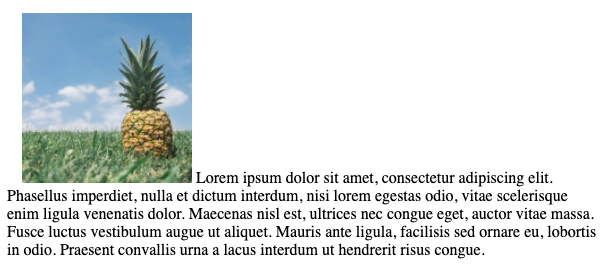 Lorem ipsum dolor sit amet, consectetur adipiscing elit.
Phasellus imperdiet, nulla et dictum interdum, nisi lorem egestas odio, vitae scelerisque
enim ligula venenatis dolor. Maecenas nisl est, ultrices nec congue eget, auctor vitae massa.
Fusce luctus vestibulum augue ut aliquet. Mauris ante ligula, facilisis sed ornare eu, lobortis
in odio. Praesent convallis urna a lacus interdum ut hendrerit risus congue.